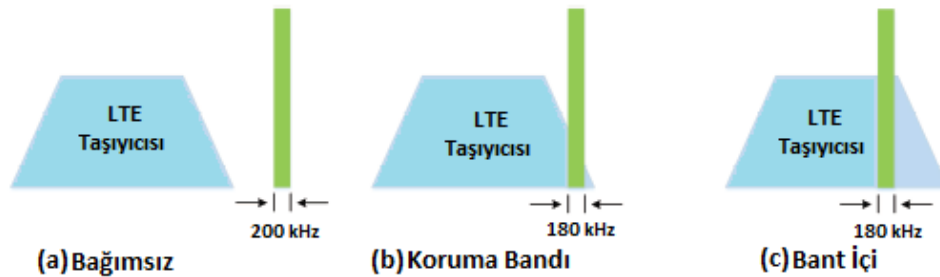 LTE
Taşıyıcısı
200 kHz
(a) Bağımsız
LTE
Taşıyıcısı
180 kHz
(b) Koruma Bandı
LTE
Taşıyıcısı
180 kHz
(c) Bant İçi